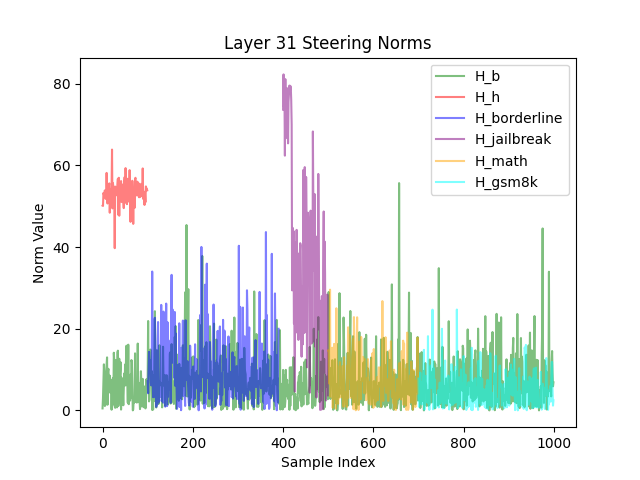 Layer 31 Steering Norms
H_b
H_h
H_borderline
H_jailbreak
H_math
H_gsm8k
80
60
40
20
0
Norm Value
0
200
400
600
800
1000
Sample Index